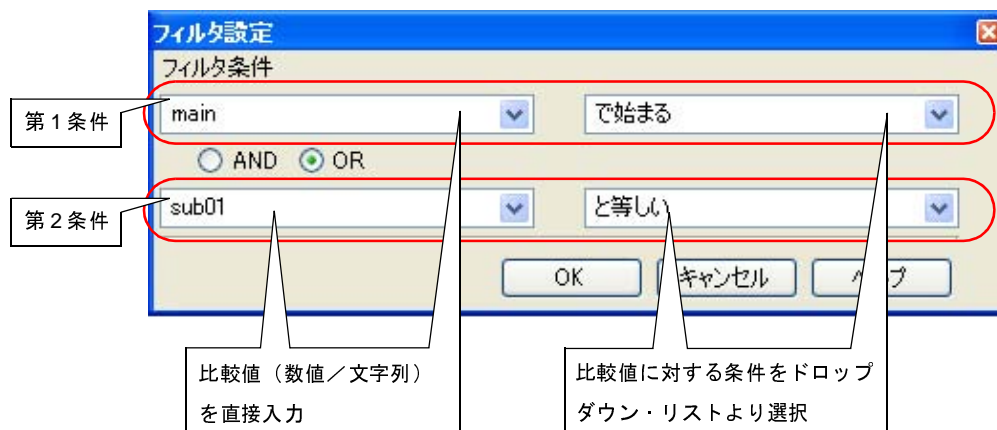 フィルタ設定
フィルタ条件
第1条件
main
で始まる
AND
OR
第2条件
sub01
と等しい
OK
キャンセル
比較値（数値／文字列）
を直接入力
比較値に対する条件をドロップ
ダウン・リストより選択